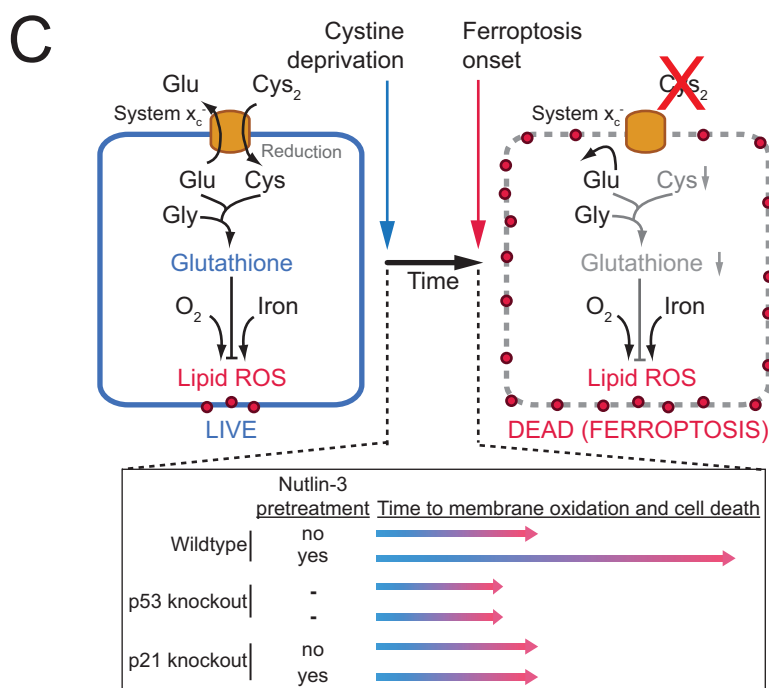 C
Cystine
deprivation
Ferroptosis
onset
Glu
Cys₂
System x꜀⁻
Reduction
Glu
Cys
Gly
Glutathione
O₂
Iron
Lipid ROS
LIVE
Time
Cys₂
System x꜀⁻
Glu
Cys
Gly
Glutathione
O₂
Iron
Lipid ROS
DEAD (FERROPTOSIS)
Nutlin-3
pretreatment
Time to membrane oxidation and cell death
Wildtype
no
yes
p53 knockout
-
-
p21 knockout
no
yes